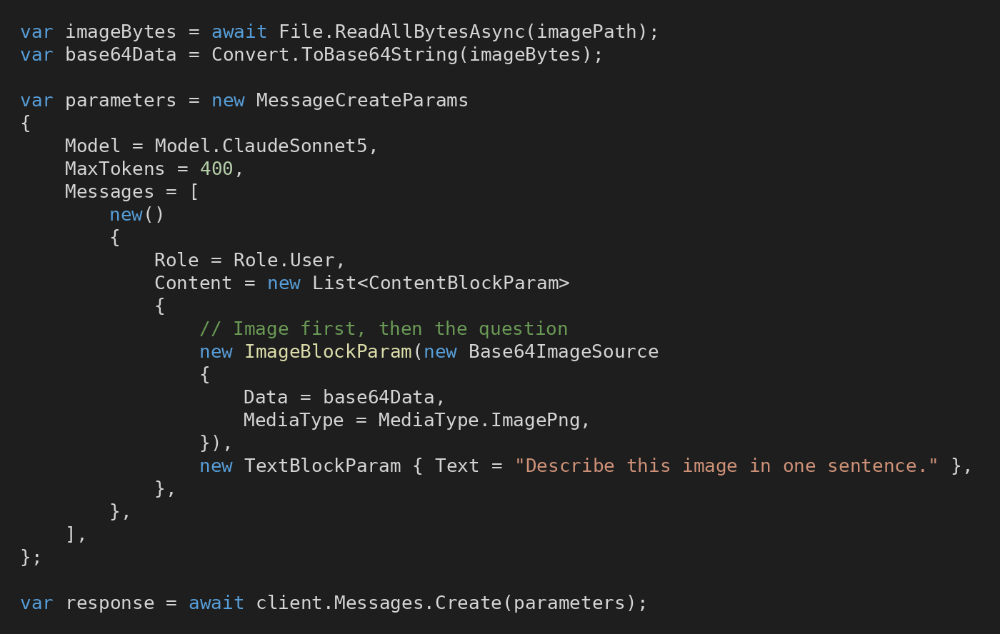 var imageBytes = await File.ReadAllBytesAsync(imagePath);
var base64Data = Convert.ToBase64String(imageBytes);

var parameters = new MessageCreateParams
{
    Model = Model.ClaudeSonnet5,
    MaxTokens = 400,
    Messages = [
        new()
        {
            Role = Role.User,
            Content = new List<ContentBlockParam>
            {
                // Image first, then the question
                new ImageBlockParam(new Base64ImageSource
                {
                    Data = base64Data,
                    MediaType = MediaType.ImagePng,
                }),
                new TextBlockParam { Text = "Describe this image in one sentence." },
            },
        },
    ],
};

var response = await client.Messages.Create(parameters);